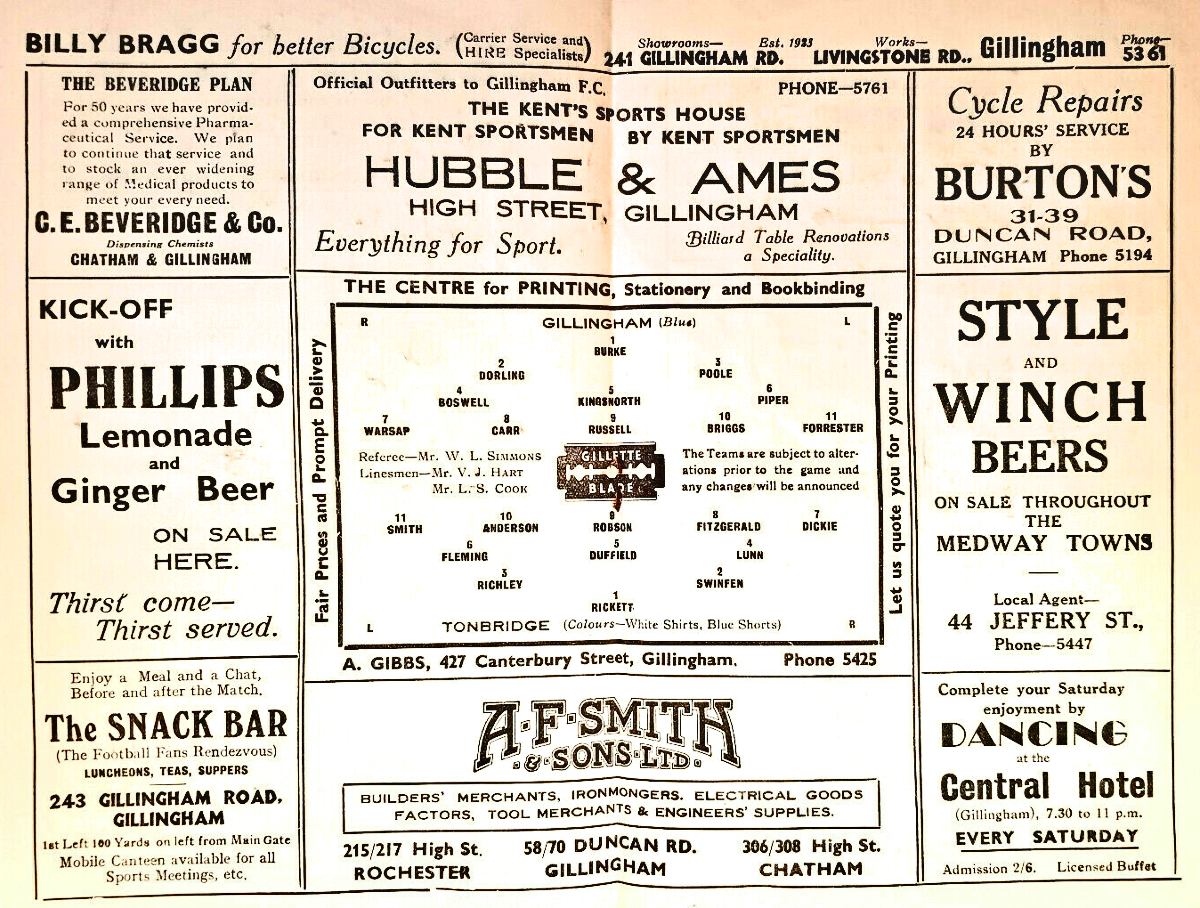 BILLY BRAGG for better Bicycles. (Carrier Service and HIRE Specialists) Showrooms— 241 GILLINGHAM RD. Est. 1923 Works— LIVINGSTONE RD., Gillingham Phone— 5361
THE BEVERIDGE PLAN
For 50 years we have provid-
ed a comprehensive Pharma-
ceutical Service. We plan
to continue that service and
to stock an ever widening
range of Medical products to
meet your every need.
C. E. BEVERIDGE & Co.
Dispensing Chemists
CHATHAM & GILLINGHAM
Official Outfitters to Gillingham F.C. PHONE—5761
THE KENT'S SPORTS HOUSE
FOR KENT SPORTSMEN BY KENT SPORTSMEN
HUBBLE & AMES
HIGH STREET, GILLINGHAM
Everything for Sport. Billiard Table Renovations
a Speciality.
Cycle Repairs
24 HOURS' SERVICE
BY
BURTON'S
31-39
DUNCAN ROAD,
GILLINGHAM Phone 5194
KICK-OFF
with
PHILLIPS
Lemonade
and
Ginger Beer
ON SALE
HERE.
Thirst come—
Thirst served.
THE CENTRE for PRINTING, Stationery and Bookbinding
Fair Prices and Prompt Delivery
R GILLINGHAM (Blue) L
1
BURKE
2 3
DORLING POOLE
4 5 6
BOSWELL KINGSNORTH PIPER
7 8 9 10 11
WARSAP CARR RUSSELL BRIGGS FORRESTER
Referee—Mr. W. L. SIMMONS
Linesmen—Mr. V. J. HART
Mr. L. S. COOK
GILLETTE
BLADE
The Teams are subject to alter-
ations prior to the game and
any changes will be announced
11 10 9 8 7
SMITH ANDERSON ROBSON FITZGERALD DICKIE
6 5 4
FLEMING DUFFIELD LUNN
3 2
RICHLEY SWINFEN
1
RICKETT
L TONBRIDGE (Colours—White Shirts, Blue Shorts) R
Let us quote you for your Printing
A. GIBBS, 427 Canterbury Street, Gillingham. Phone 5425
STYLE
AND
WINCH
BEERS
ON SALE THROUGHOUT
THE
MEDWAY TOWNS
Local Agent—
44 JEFFERY ST.,
Phone—5447
Enjoy a Meal and a Chat,
Before and after the Match.
The SNACK BAR
(The Football Fans Rendezvous)
LUNCHEONS, TEAS, SUPPERS
243 GILLINGHAM ROAD,
GILLINGHAM
1st Left 100 Yards on left from Main Gate
Mobile Canteen available for all
Sports Meetings, etc.
A·F·SMITH
& SONS·LTD.
BUILDERS' MERCHANTS, IRONMONGERS. ELECTRICAL GOODS
FACTORS, TOOL MERCHANTS & ENGINEERS' SUPPLIES.
215/217 High St. 58/70 DUNCAN RD. 306/308 High St.
ROCHESTER GILLINGHAM CHATHAM
Complete your Saturday
enjoyment by
DANCING
at the
Central Hotel
(Gillingham), 7.30 to 11 p.m.
EVERY SATURDAY
Admission 2/6. Licensed Buffet